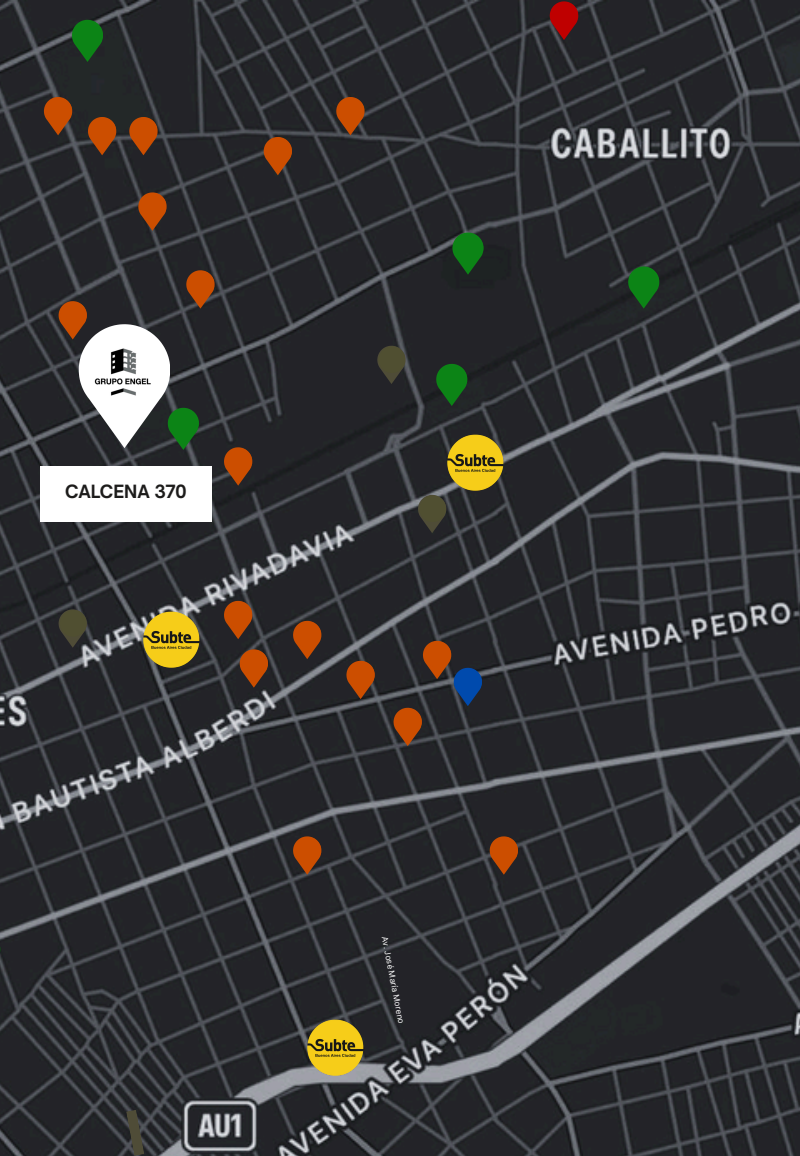 CABALLITO
GRUPO ENGEL
CALCENA 370
Subte
Buenos Aires Ciudad
AVENIDA RIVADAVIA
Subte
Buenos Aires Ciudad
AVENIDA PEDRO
ES
BAUTISTA ALBERDI
Av. José María Moreno
AVENIDA EVA PERÓN
Subte
Buenos Aires Ciudad
AU1